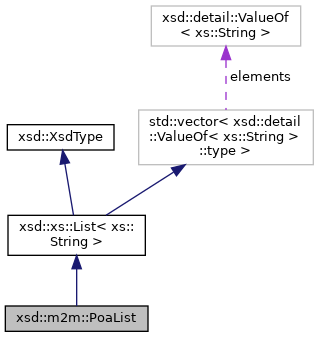 xsd::detail::ValueOf
< xs::String >
elements
std::vector< xsd::detail
::ValueOf< xs::String >
::type >
xsd::XsdType
xsd::xs::List< xs::
String >
xsd::m2m::PoaList